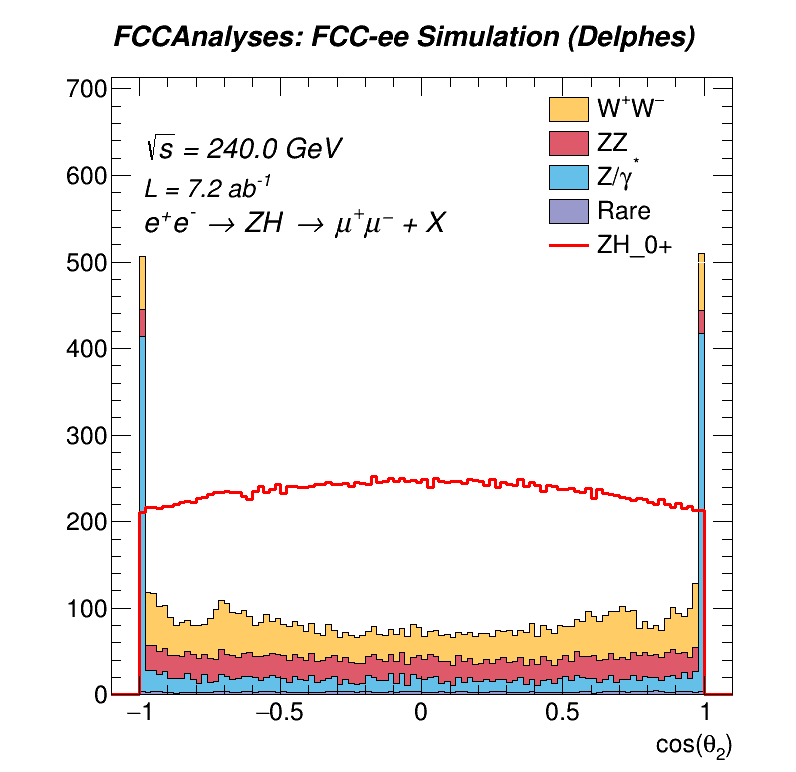 FCCAnalyses: FCC-ee Simulation (Delphes)
700
600
500
400
300
200
100
0
√s = 240.0 GeV
L = 7.2 ab⁻¹
e⁺e⁻ → ZH → μ⁺μ⁻ + X
W⁺W⁻
ZZ
Z/γ*
Rare
ZH_0+
−1
−0.5
0
0.5
1
cos(θ₂)